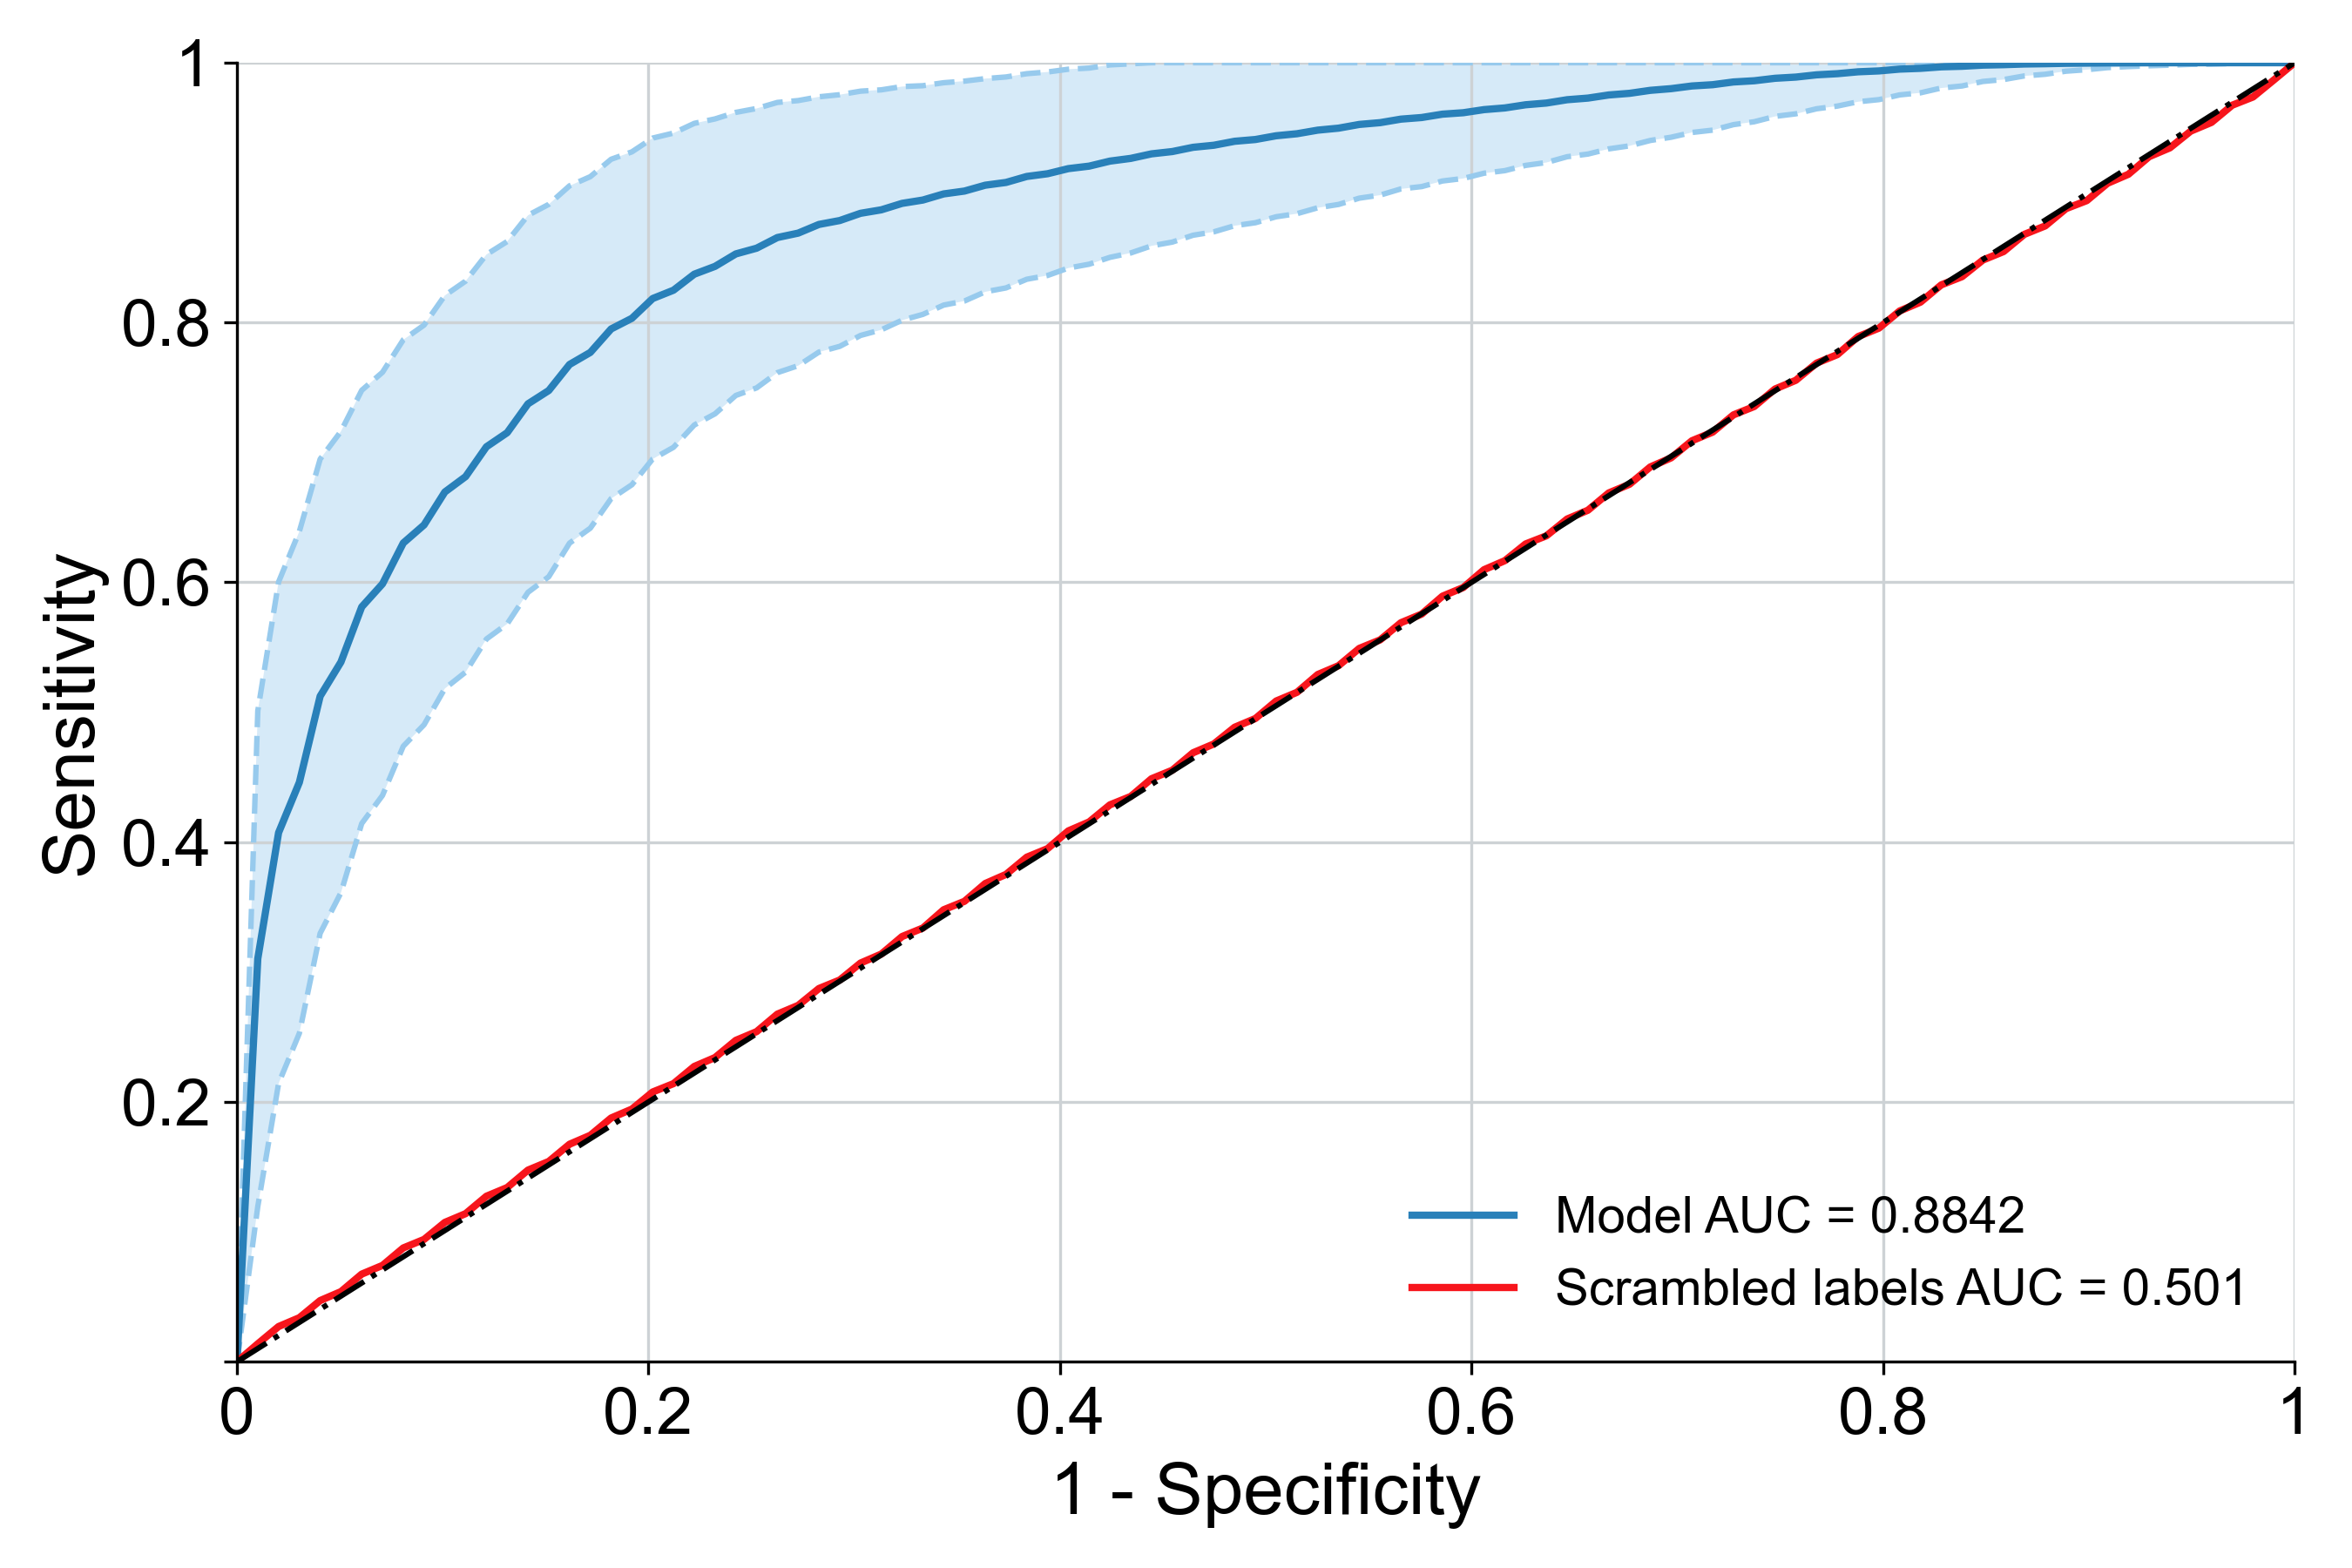 1
0.8
0.6
0.4
0.2
Sensitivity
Model AUC = 0.8842
Scrambled labels AUC = 0.501
0 0.2 0.4 0.6 0.8 1
1 - Specificity